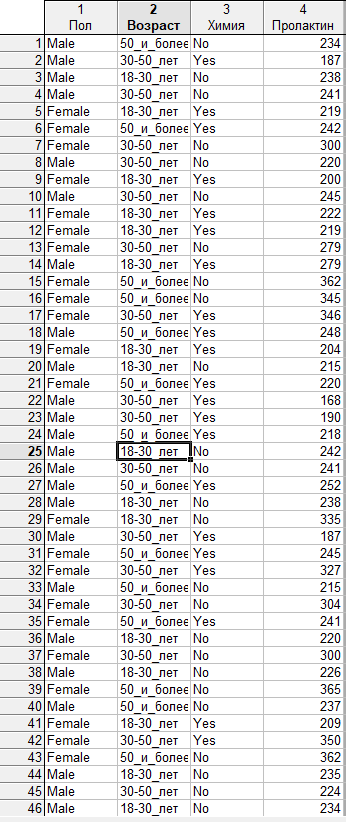 1 2 3 4
Пол Возраст Химия Пролактин
1 Male 50_и_более No 234
2 Male 30-50_лет Yes 187
3 Male 18-30_лет No 238
4 Male 30-50_лет No 241
5 Female 18-30_лет Yes 219
6 Female 50_и_более Yes 242
7 Female 30-50_лет No 300
8 Male 30-50_лет No 220
9 Female 18-30_лет Yes 200
10 Male 30-50_лет No 245
11 Female 18-30_лет Yes 222
12 Female 18-30_лет Yes 219
13 Female 30-50_лет No 279
14 Male 18-30_лет Yes 279
15 Female 50_и_более No 362
16 Female 50_и_более No 345
17 Female 30-50_лет Yes 346
18 Male 50_и_более Yes 248
19 Female 18-30_лет Yes 204
20 Male 18-30_лет No 215
21 Female 50_и_более Yes 220
22 Male 30-50_лет Yes 168
23 Male 30-50_лет Yes 190
24 Male 50_и_более Yes 218
25 Male 18-30_лет No 242
26 Male 30-50_лет No 241
27 Male 50_и_более Yes 252
28 Male 18-30_лет No 238
29 Female 18-30_лет No 335
30 Male 30-50_лет Yes 187
31 Female 50_и_более Yes 245
32 Female 30-50_лет Yes 327
33 Male 50_и_более No 215
34 Female 30-50_лет No 304
35 Female 50_и_более Yes 241
36 Male 18-30_лет No 220
37 Female 30-50_лет No 300
38 Male 18-30_лет No 226
39 Female 50_и_более No 365
40 Male 50_и_более No 237
41 Female 18-30_лет Yes 209
42 Female 30-50_лет Yes 350
43 Female 50_и_более No 362
44 Male 18-30_лет No 235
45 Male 30-50_лет No 224
46 Male 18-30_лет No 234